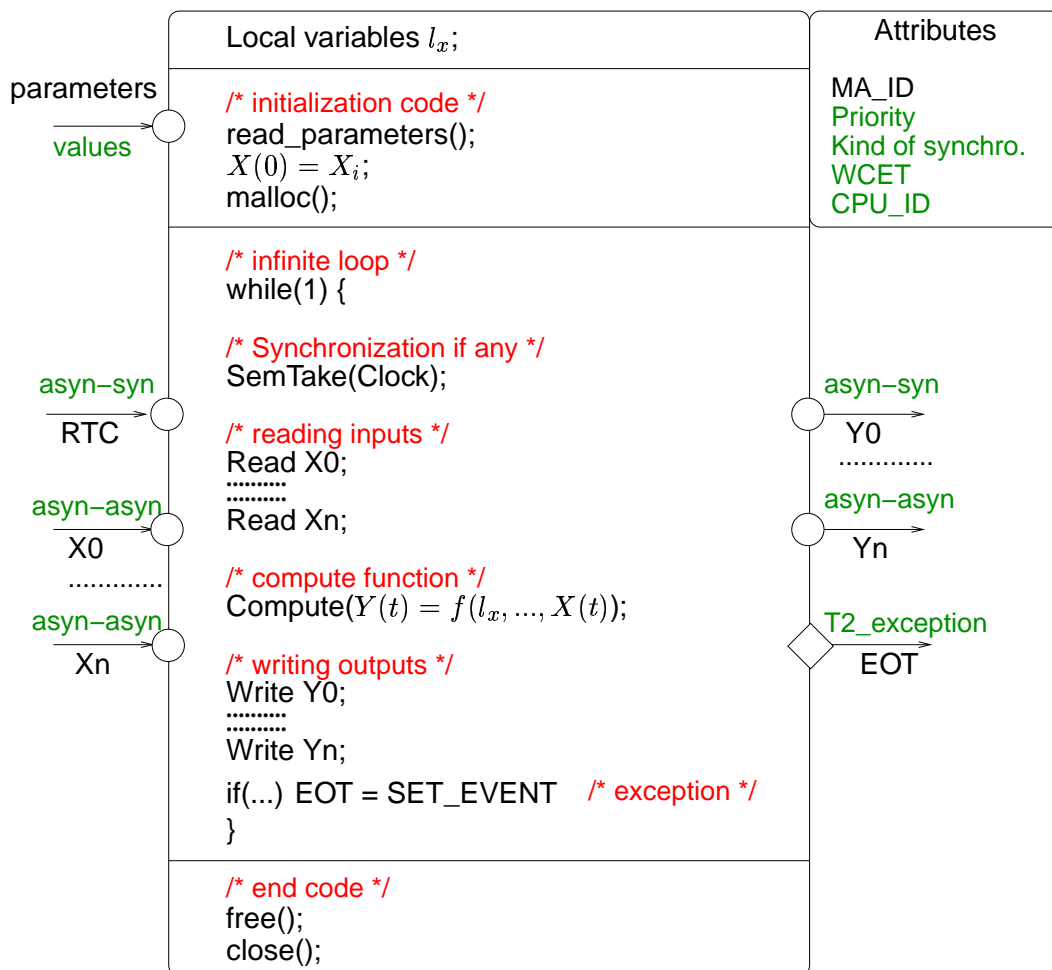 Local variables l_x;
Attributes
MA_ID
Priority
Kind of synchro.
WCET
CPU_ID
parameters
values
/* initialization code */
read_parameters();
X(0) = X_i;
malloc();
/* infinite loop */
while(1) {
/* Synchronization if any */
SemTake(Clock);
asyn−syn
RTC
/* reading inputs */
Read X0;
..........
..........
Read Xn;
asyn−asyn
X0
.............
asyn−asyn
Xn
/* compute function */
Compute(Y(t) = f(l_x, ..., X(t));
/* writing outputs */
Write Y0;
..........
..........
Write Yn;
if(...) EOT = SET_EVENT /* exception */
}
asyn−syn
Y0
.............
asyn−asyn
Yn
T2_exception
EOT
/* end code */
free();
close();